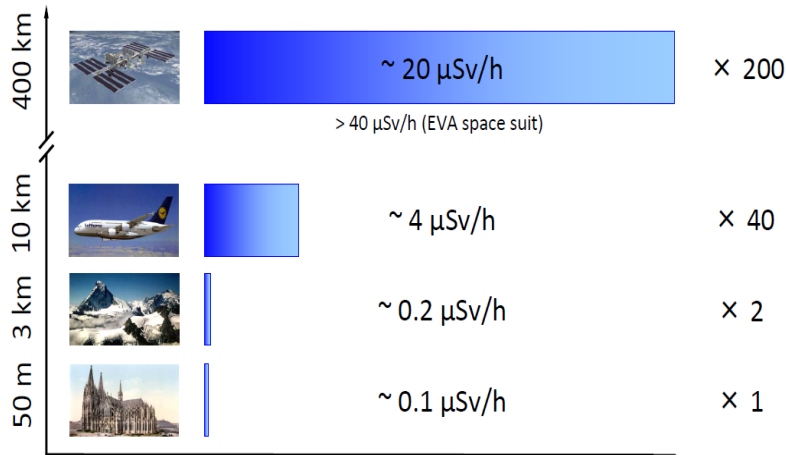 400 km
~ 20 µSv/h
× 200
> 40 µSv/h (EVA space suit)
10 km
Lufthansa
~ 4 µSv/h
× 40
3 km
~ 0.2 µSv/h
× 2
50 m
~ 0.1 µSv/h
× 1